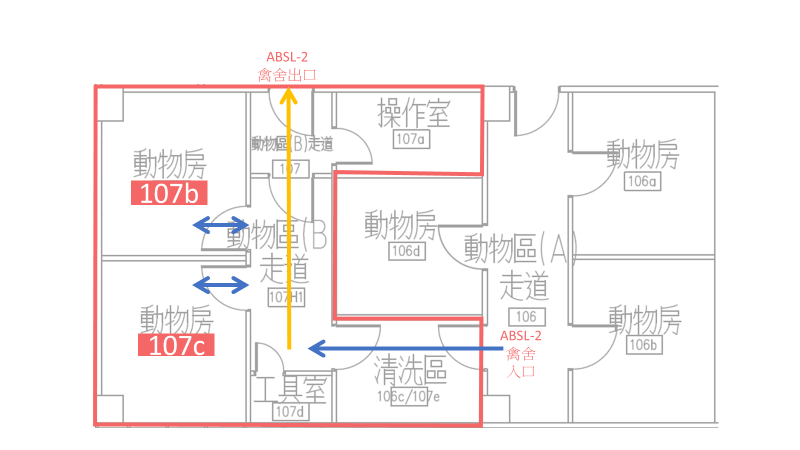 ABSL-2
禽舍出口
操作室
107a
動物區(B)走道
107
動物房
107b
動物房
106a
動物房
106d
動物區(B
走道
107H1
動物區(A)
走道
106
動物房
107c
動物房
106b
ABSL-2
禽舍
入口
清洗區
106c/107e
工具室
107d